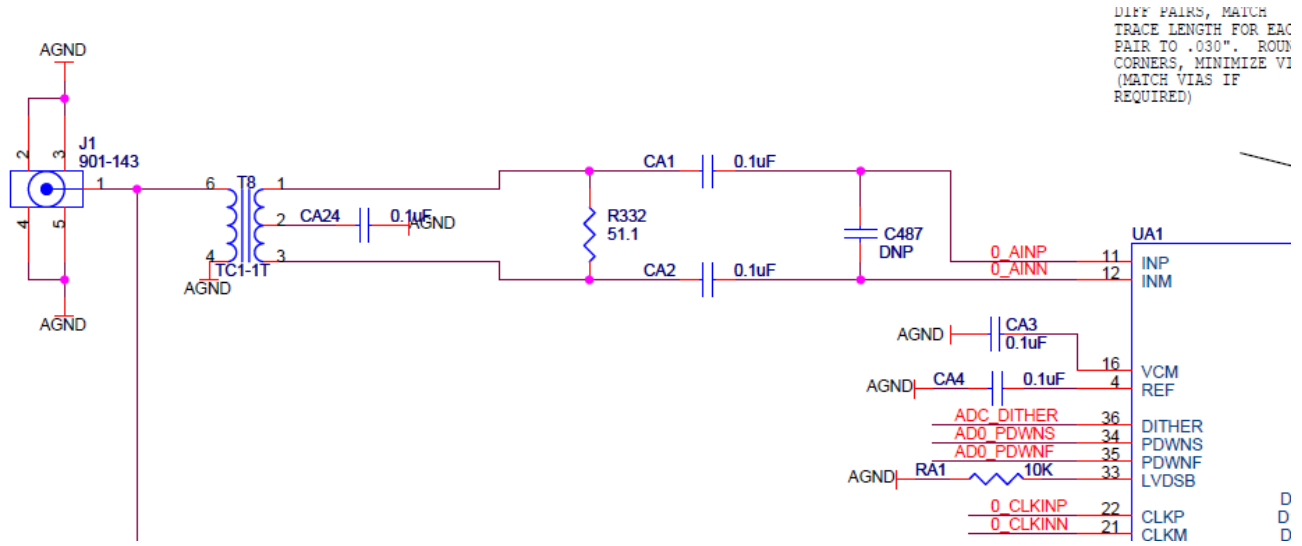 DIFF PAIRS, MATCH
TRACE LENGTH FOR EAC
PAIR TO .030". ROUN
CORNERS, MINIMIZE VI
(MATCH VIAS IF
REQUIRED)
AGND
2
3
J1
901-143
1
4
5
AGND
6
T8
1
2
CA24
0.1uF
AGND
4
3
TC1-1T
AGND
CA1
0.1uF
R332
51.1
C487
DNP
CA2
0.1uF
UA1
0_AINP
11
INP
0_AINN
12
INM
AGND
CA3
0.1uF
16
VCM
AGND
CA4
0.1uF
4
REF
ADC_DITHER
36
DITHER
AD0_PDWNS
34
PDWNS
AD0_PDWNF
35
PDWNF
AGND
RA1
10K
33
LVDSB
0_CLKINP
22
CLKP
0_CLKINN
21
CLKM
D
D
D